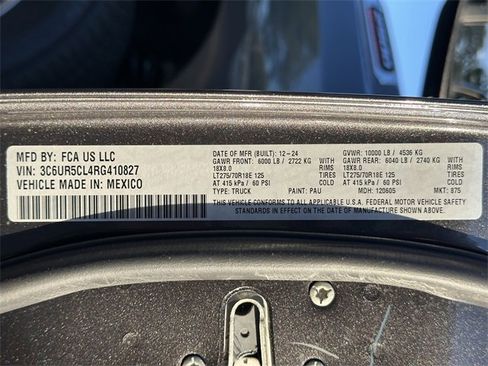 MFD BY: FCA US LLC
VIN: 3C6UR5CL4RG410827
VEHICLE MADE IN: MEXICO
DATE OF MFR (BUILT): 12-24 GVWR: 10000 LB / 4536 KG
GAWR FRONT: 6000 LB / 2722 KG GAWR REAR: 6040 LB / 2740 KG
18X8.0 RIMS 18X8.0 RIMS
LT275/70R18E 125 TIRES LT275/70R18E 125 TIRES
AT 415 kPa / 60 PSI COLD AT 415 kPa / 60 PSI COLD
TYPE: TRUCK PAINT: PAU MDH: 120605 MKT: 875
THIS VEHICLE CONFORMS TO ALL APPLICABLE U.S.A. FEDERAL MOTOR VEHICLE SAFETY
STANDARDS IN EFFECT ON THE DATE OF MANUFACTURE SHOWN ABOVE.